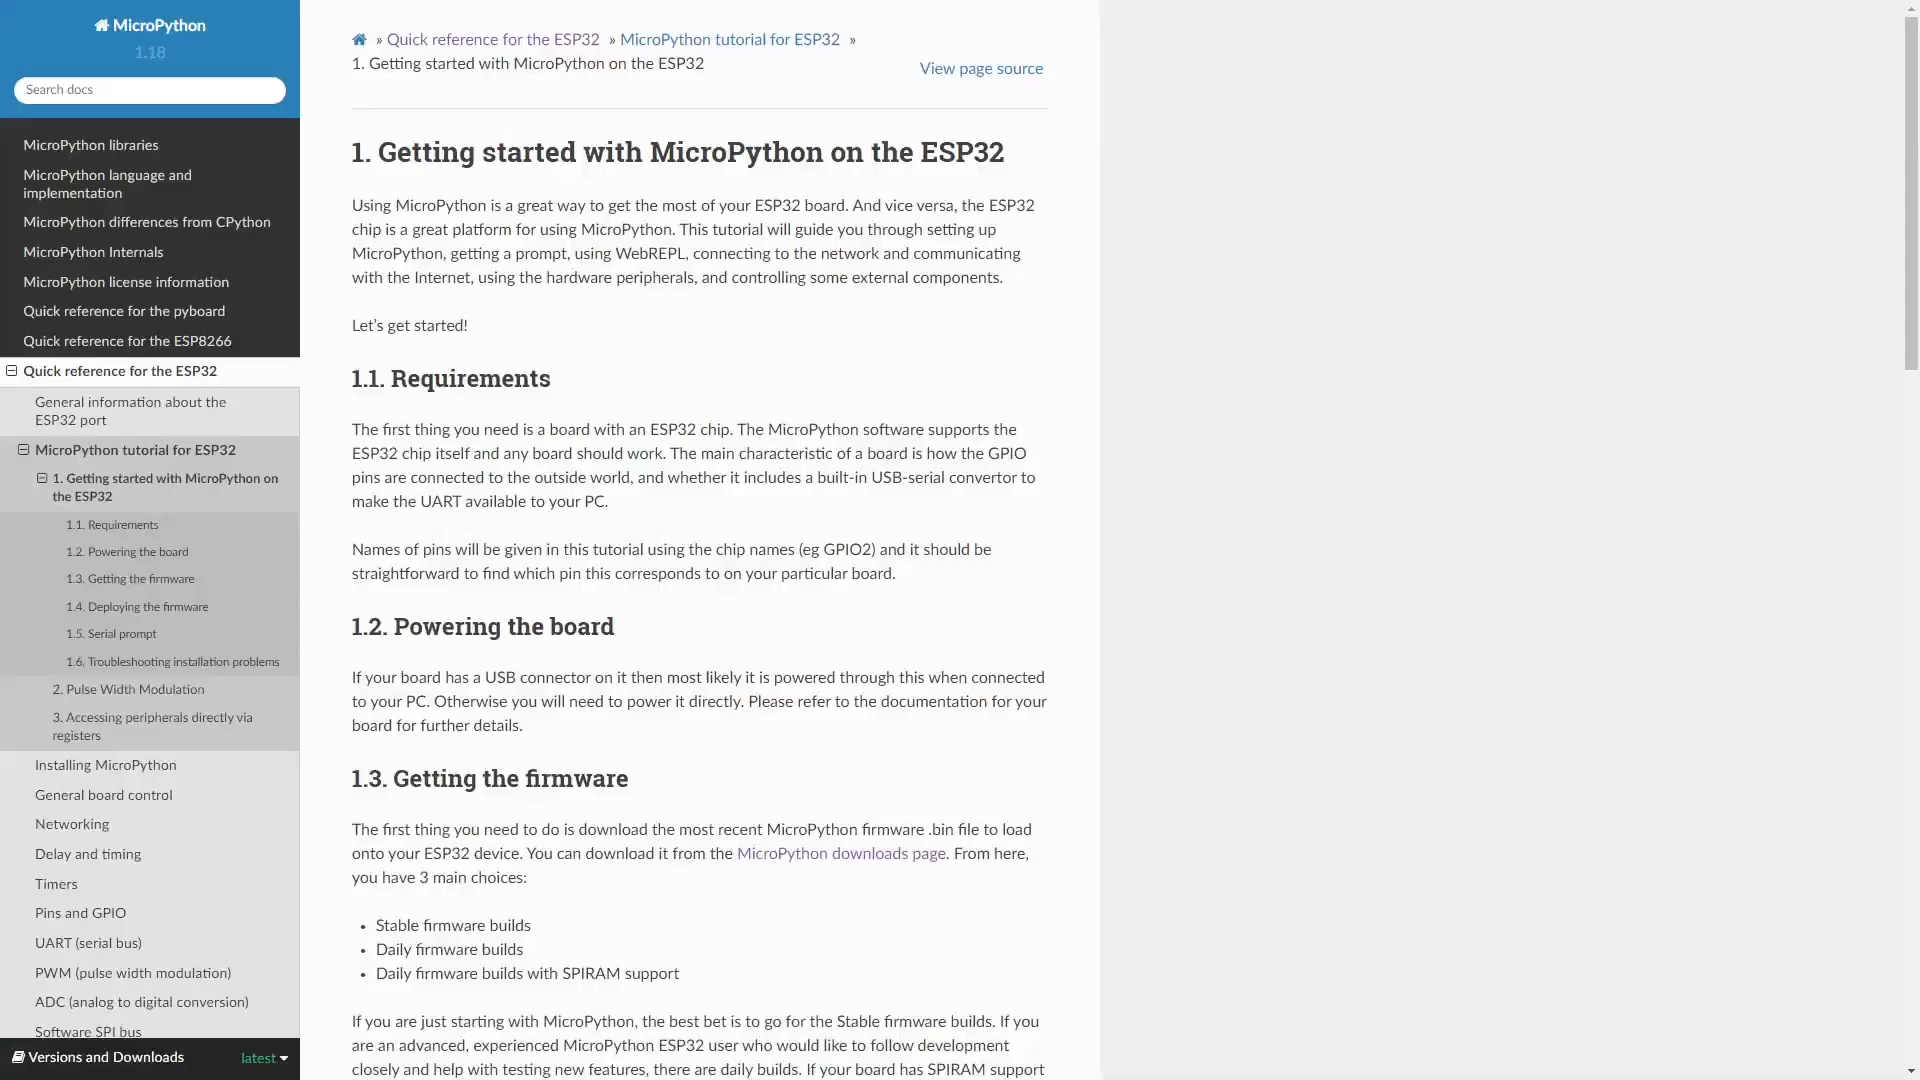 MicroPython
1.18
Search docs
MicroPython libraries
MicroPython language and
implementation
MicroPython differences from CPython
MicroPython Internals
MicroPython license information
Quick reference for the pyboard
Quick reference for the ESP8266
Quick reference for the ESP32
General information about the
ESP32 port
MicroPython tutorial for ESP32
1. Getting started with MicroPython on
the ESP32
1.1. Requirements
1.2. Powering the board
1.3. Getting the firmware
1.4. Deploying the firmware
1.5. Serial prompt
1.6. Troubleshooting installation problems
2. Pulse Width Modulation
3. Accessing peripherals directly via
registers
Installing MicroPython
General board control
Networking
Delay and timing
Timers
Pins and GPIO
UART (serial bus)
PWM (pulse width modulation)
ADC (analog to digital conversion)
Software SPI bus
Versions and Downloads latest
» Quick reference for the ESP32 » MicroPython tutorial for ESP32 »
1. Getting started with MicroPython on the ESP32
View page source
1. Getting started with MicroPython on the ESP32
Using MicroPython is a great way to get the most of your ESP32 board. And vice versa, the ESP32
chip is a great platform for using MicroPython. This tutorial will guide you through setting up
MicroPython, getting a prompt, using WebREPL, connecting to the network and communicating
with the Internet, using the hardware peripherals, and controlling some external components.
Let's get started!
1.1. Requirements
The first thing you need is a board with an ESP32 chip. The MicroPython software supports the
ESP32 chip itself and any board should work. The main characteristic of a board is how the GPIO
pins are connected to the outside world, and whether it includes a built-in USB-serial convertor to
make the UART available to your PC.
Names of pins will be given in this tutorial using the chip names (eg GPIO2) and it should be
straightforward to find which pin this corresponds to on your particular board.
1.2. Powering the board
If your board has a USB connector on it then most likely it is powered through this when connected
to your PC. Otherwise you will need to power it directly. Please refer to the documentation for your
board for further details.
1.3. Getting the firmware
The first thing you need to do is download the most recent MicroPython firmware .bin file to load
onto your ESP32 device. You can download it from the MicroPython downloads page. From here,
you have 3 main choices:
• Stable firmware builds
• Daily firmware builds
• Daily firmware builds with SPIRAM support
If you are just starting with MicroPython, the best bet is to go for the Stable firmware builds. If you
are an advanced, experienced MicroPython ESP32 user who would like to follow development
closely and help with testing new features, there are daily builds. If your board has SPIRAM support